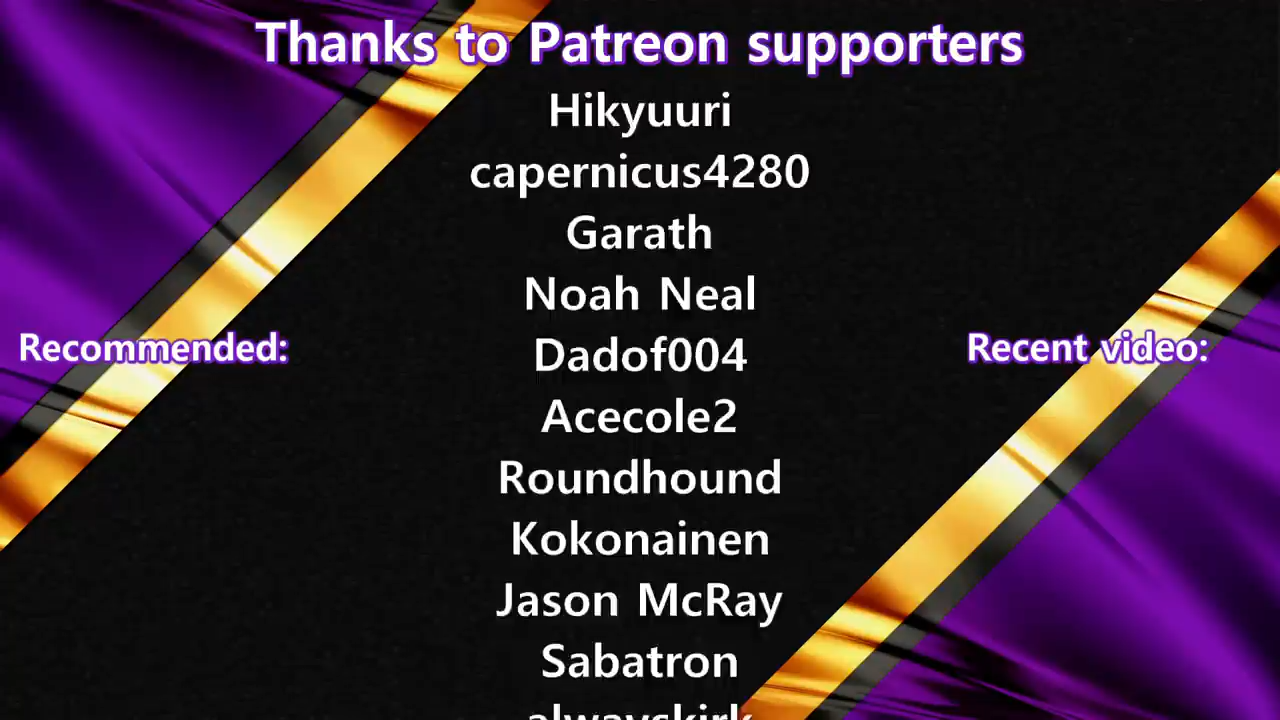 Thanks to Patreon supporters
Hikyuuri
capernicus4280
Garath
Noah Neal
Recommended:
Dadof004
Recent video:
Acecole2
Roundhound
Kokonainen
Jason McRay
Sabatron
alwayskirk